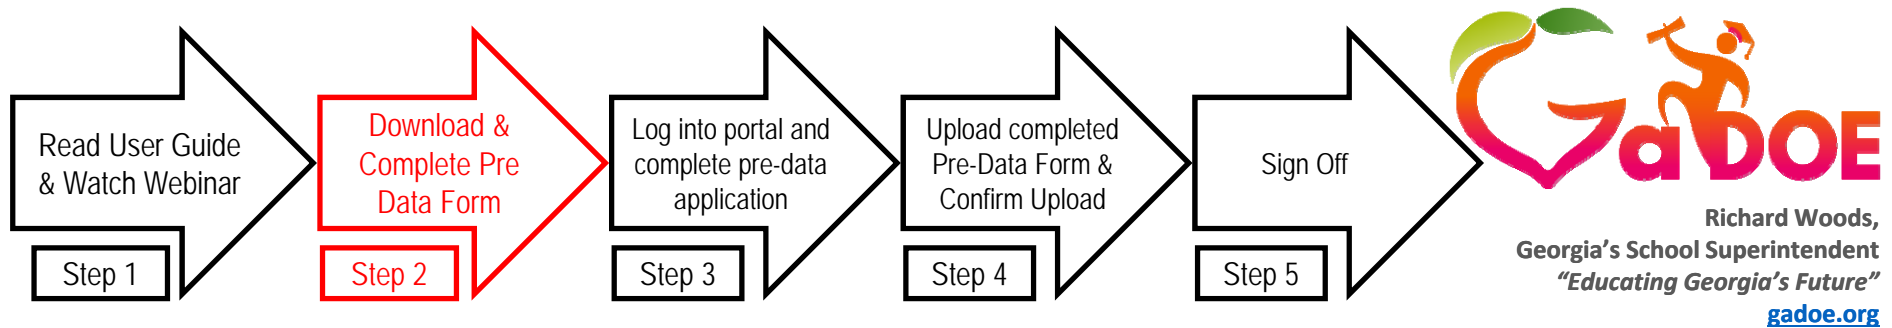 Read User Guide
& Watch Webinar
Step 1
Download &
Complete Pre
Data Form
Step 2
Log into portal and
complete pre-data
application
Step 3
Upload completed
Pre-Data Form &
Confirm Upload
Step 4
Sign Off
Step 5
GaDOE
Richard Woods,
Georgia’s School Superintendent
“Educating Georgia’s Future”
gadoe.org